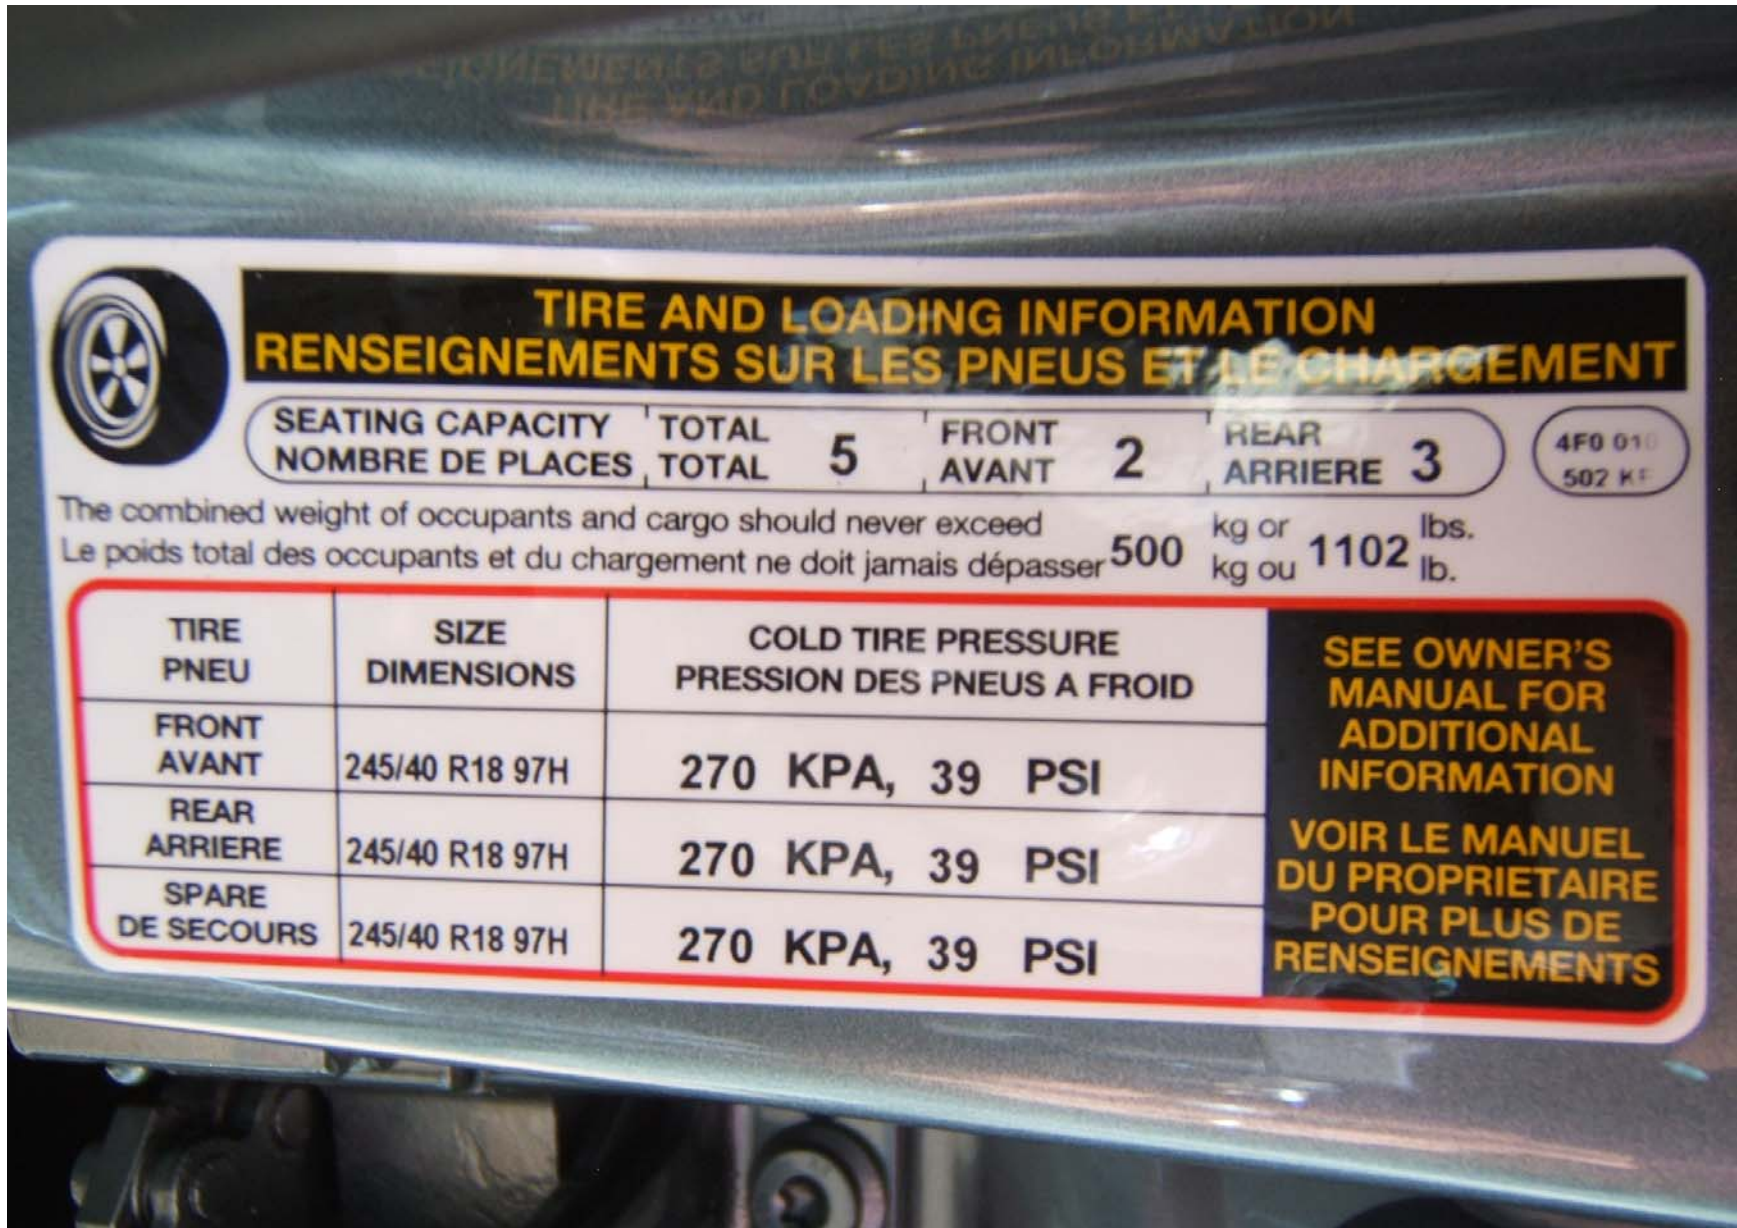 TIRE AND LOADING INFORMATION
RENSEIGNEMENTS SUR LES PNEUS ET LE CHARGEMENT
SEATING CAPACITY TOTAL 5 FRONT 2 REAR 3
NOMBRE DE PLACES TOTAL AVANT ARRIERE
4F0
502
The combined weight of occupants and cargo should never exceed 500 kg or 1102 lbs.
Le poids total des occupants et du chargement ne doit jamais dépasser kg ou lb.
TIRE SIZE COLD TIRE PRESSURE
PNEU DIMENSIONS PRESSION DES PNEUS A FROID
FRONT
AVANT 245/40 R18 97H 270 KPA, 39 PSI
REAR
ARRIERE 245/40 R18 97H 270 KPA, 39 PSI
SPARE
DE SECOURS 245/40 R18 97H 270 KPA, 39 PSI
SEE OWNER'S
MANUAL FOR
ADDITIONAL
INFORMATION
VOIR LE MANUEL
DU PROPRIETAIRE
POUR PLUS DE
RENSEIGNEMENTS